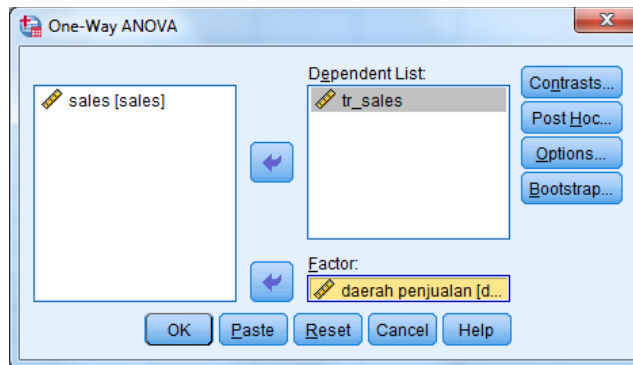 One-Way ANOVA
X
sales [sales]
Dependent List:
tr_sales
Factor:
daerah penjualan [d...
Contrasts...
Post Hoc...
Options...
Bootstrap...
OK Paste Reset Cancel Help